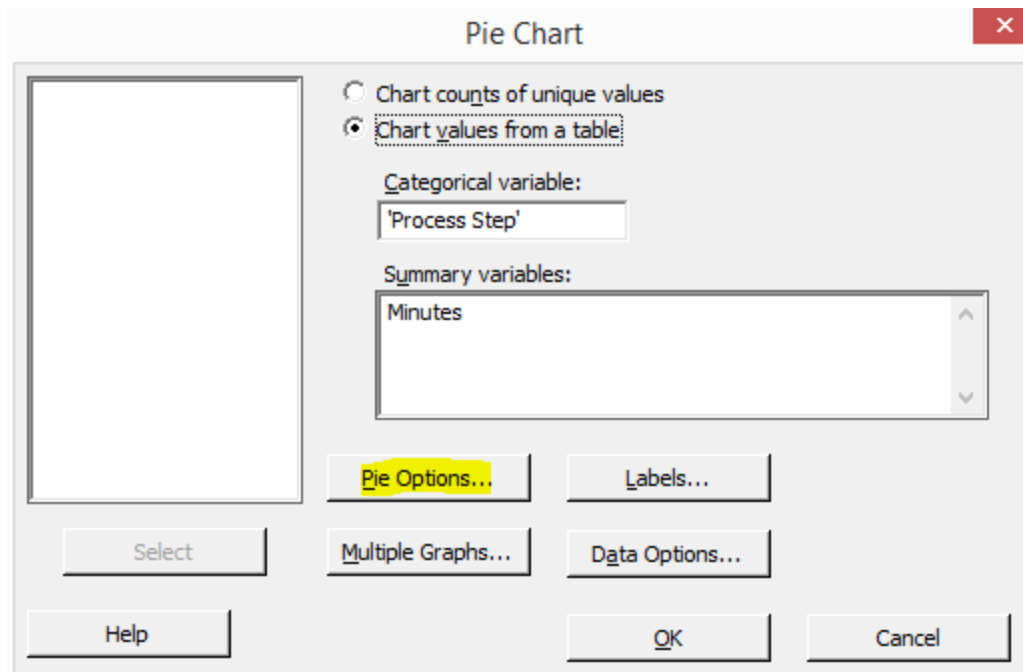 Pie Chart
Chart counts of unique values
Chart values from a table
Categorical variable:
'Process Step'
Summary variables:
Minutes
Pie Options...
Labels...
Select
Multiple Graphs...
Data Options...
Help
OK
Cancel